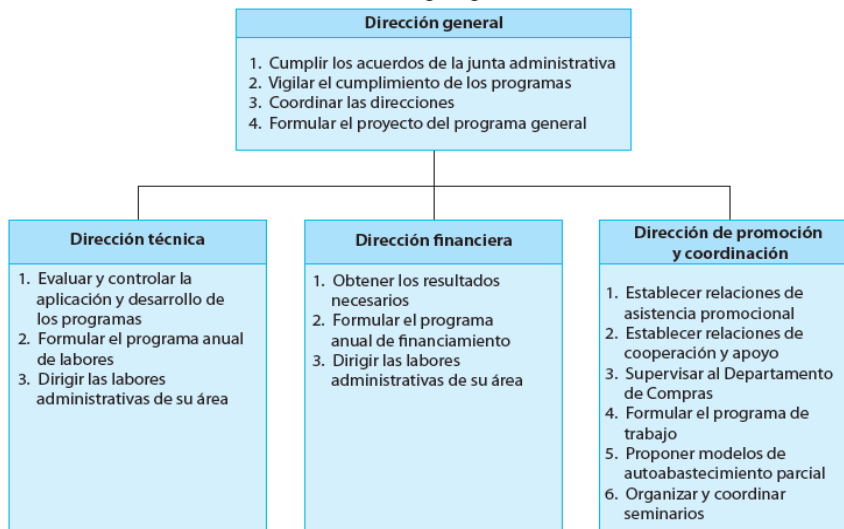 Dirección general
1. Cumplir los acuerdos de la junta administrativa
2. Vigilar el cumplimiento de los programas
3. Coordinar las direcciones
4. Formular el proyecto del programa general
Dirección técnica
1. Evaluar y controlar la
aplicación y desarrollo de
los programas
2. Formular el programa anual
de labores
3. Dirigir las labores
administrativas de su área
Dirección financiera
1. Obtener los resultados
necesarios
2. Formular el programa
anual de financiamiento
3. Dirigir las labores
administrativas de su área
Dirección de promoción
y coordinación
1. Establecer relaciones de
asistencia promocional
2. Establecer relaciones de
cooperación y apoyo
3. Supervisar al Departamento
de Compras
4. Formular el programa de
trabajo
5. Proponer modelos de
autoabastecimiento parcial
6. Organizar y coordinar
seminarios